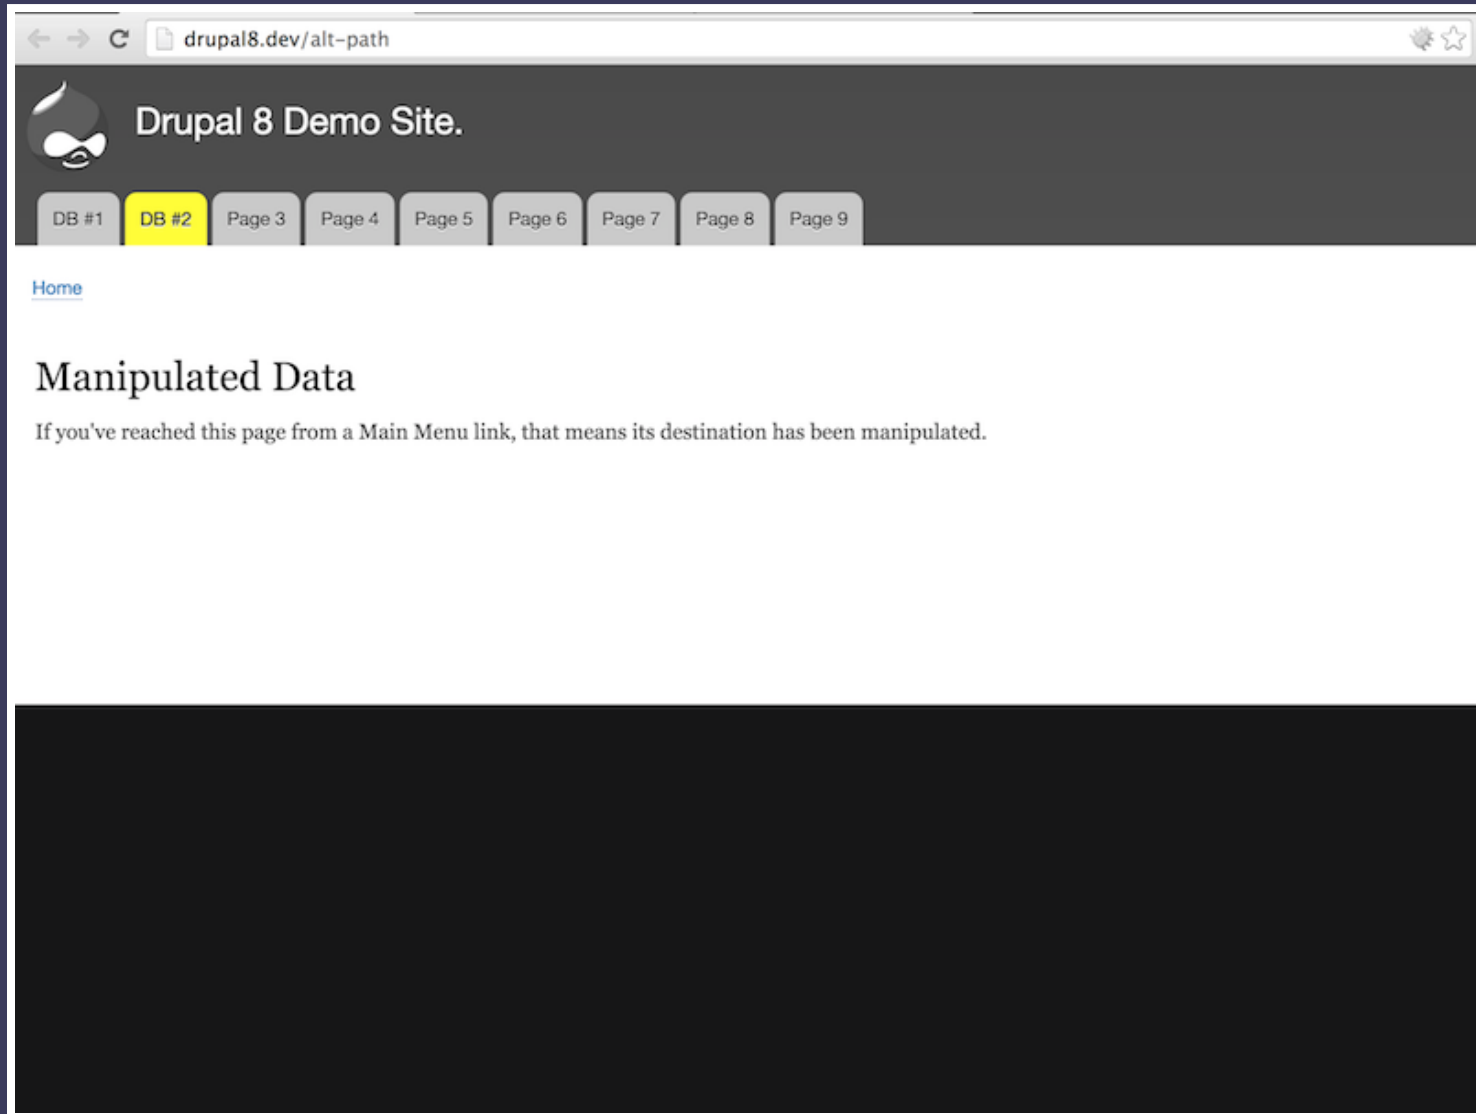 drupal8.dev/alt-path
Drupal 8 Demo Site.
DB #1 DB #2 Page 3 Page 4 Page 5 Page 6 Page 7 Page 8 Page 9
Home
Manipulated Data
If you've reached this page from a Main Menu link, that means its destination has been manipulated.